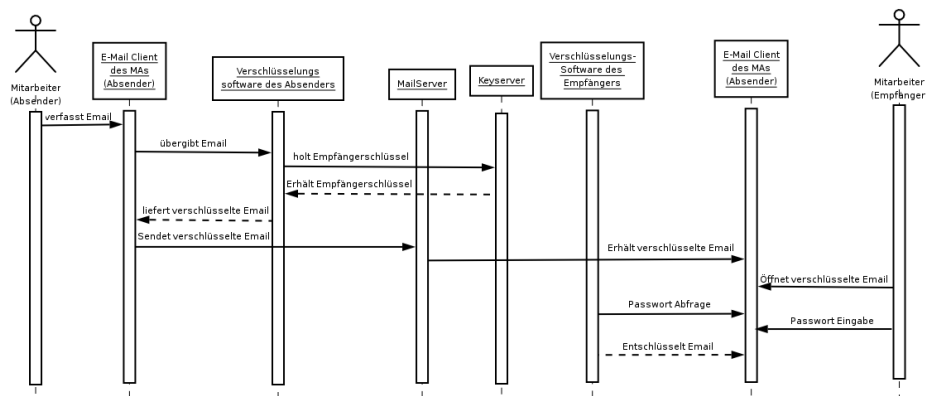 Mitarbeiter
(Absender)
E-Mail Client
des MAs
(Absender)
Verschlüsselungs
software des Absenders
MailServer
Keyserver
Verschlüsselungs-
Software des
Empfängers
E-Mail Client
des MAs
(Absender)
Mitarbeiter
(Empfänger
verfasst Email
übergibt Email
holt Empfängerschlüssel
Erhält Empfängerschlüssel
liefert verschlüsselte Email
Sendet verschlüsselte Email
Erhält verschlüsselte Email
Öffnet verschlüsselte Email
Passwort Abfrage
Passwort Eingabe
Entschlüsselt Email